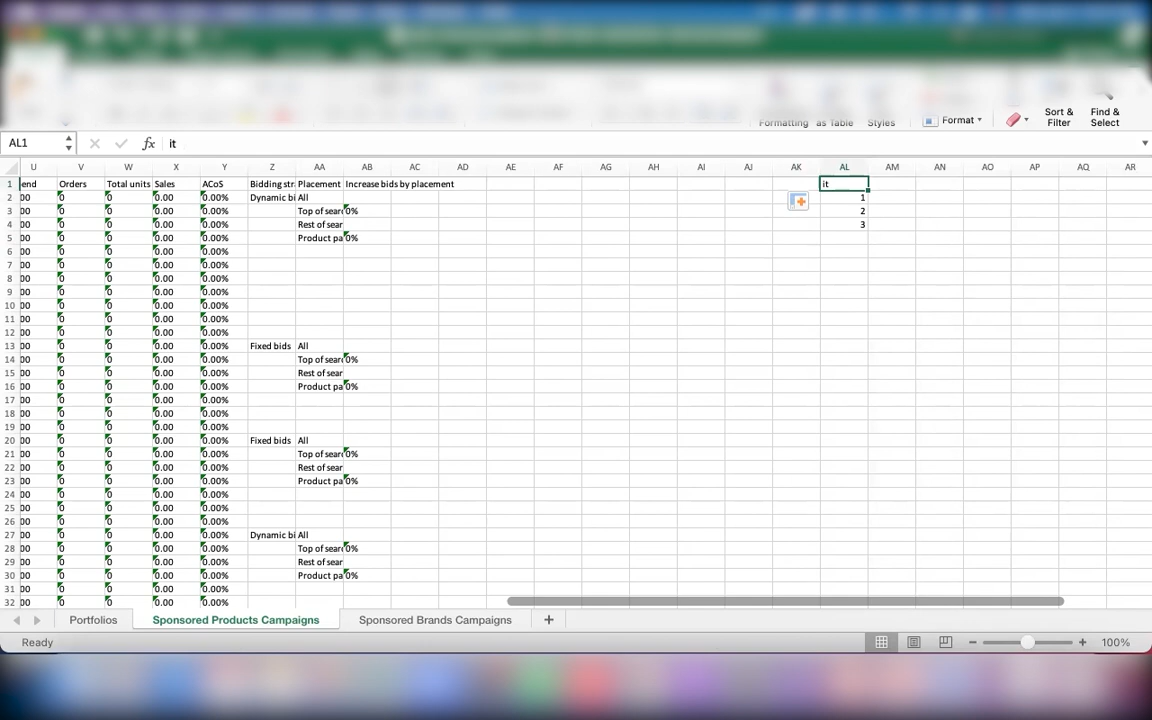 Formatting as Table Styles Format Sort & Filter Find & Select
AL1 fx it
U V W X Y Z AA AB AC AD AE AF AG AH AI AJ AK AL AM AN AO AP AQ AR
1 end Orders Total units Sales ACoS Bidding str Placement Increase bids by placement it
2 00 0 0 0.00 0.00% Dynamic bi All 1
3 00 0 0 0.00 0.00% Top of sear 0% 2
4 00 0 0 0.00 0.00% Rest of sear 3
5 00 0 0 0.00 0.00% Product pa 0%
6 00 0 0 0.00 0.00%
7 00 0 0 0.00 0.00%
8 00 0 0 0.00 0.00%
9 00 0 0 0.00 0.00%
10 00 0 0 0.00 0.00%
11 00 0 0 0.00 0.00%
12 00 0 0 0.00 0.00%
13 00 0 0 0.00 0.00% Fixed bids All
14 00 0 0 0.00 0.00% Top of sear 0%
15 00 0 0 0.00 0.00% Rest of sear
16 00 0 0 0.00 0.00% Product pa 0%
17 00 0 0 0.00 0.00%
18 00 0 0 0.00 0.00%
19 00 0 0 0.00 0.00%
20 00 0 0 0.00 0.00% Fixed bids All
21 00 0 0 0.00 0.00% Top of sear 0%
22 00 0 0 0.00 0.00% Rest of sear
23 00 0 0 0.00 0.00% Product pa 0%
24 00 0 0 0.00 0.00%
25 00 0 0 0.00 0.00%
26 00 0 0 0.00 0.00%
27 00 0 0 0.00 0.00% Dynamic bi All
28 00 0 0 0.00 0.00% Top of sear 0%
29 00 0 0 0.00 0.00% Rest of sear
30 00 0 0 0.00 0.00% Product pa 0%
31 00 0 0 0.00 0.00%
32 00 0 0 0.00 0.00%
Portfolios Sponsored Products Campaigns Sponsored Brands Campaigns +
Ready 100%